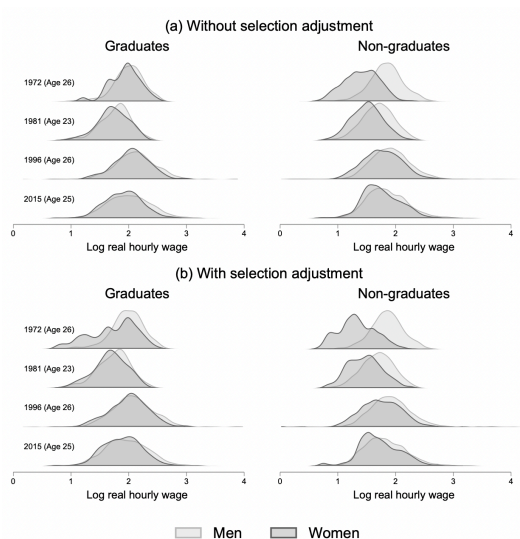 (a) Without selection adjustment
Graduates Non-graduates
1972 (Age 26)
1981 (Age 23)
1996 (Age 26)
2015 (Age 25)
0 1 2 3 4 0 1 2 3 4
Log real hourly wage Log real hourly wage
(b) With selection adjustment
Graduates Non-graduates
1972 (Age 26)
1981 (Age 23)
1996 (Age 26)
2015 (Age 25)
0 1 2 3 4 0 1 2 3 4
Log real hourly wage Log real hourly wage
Men Women